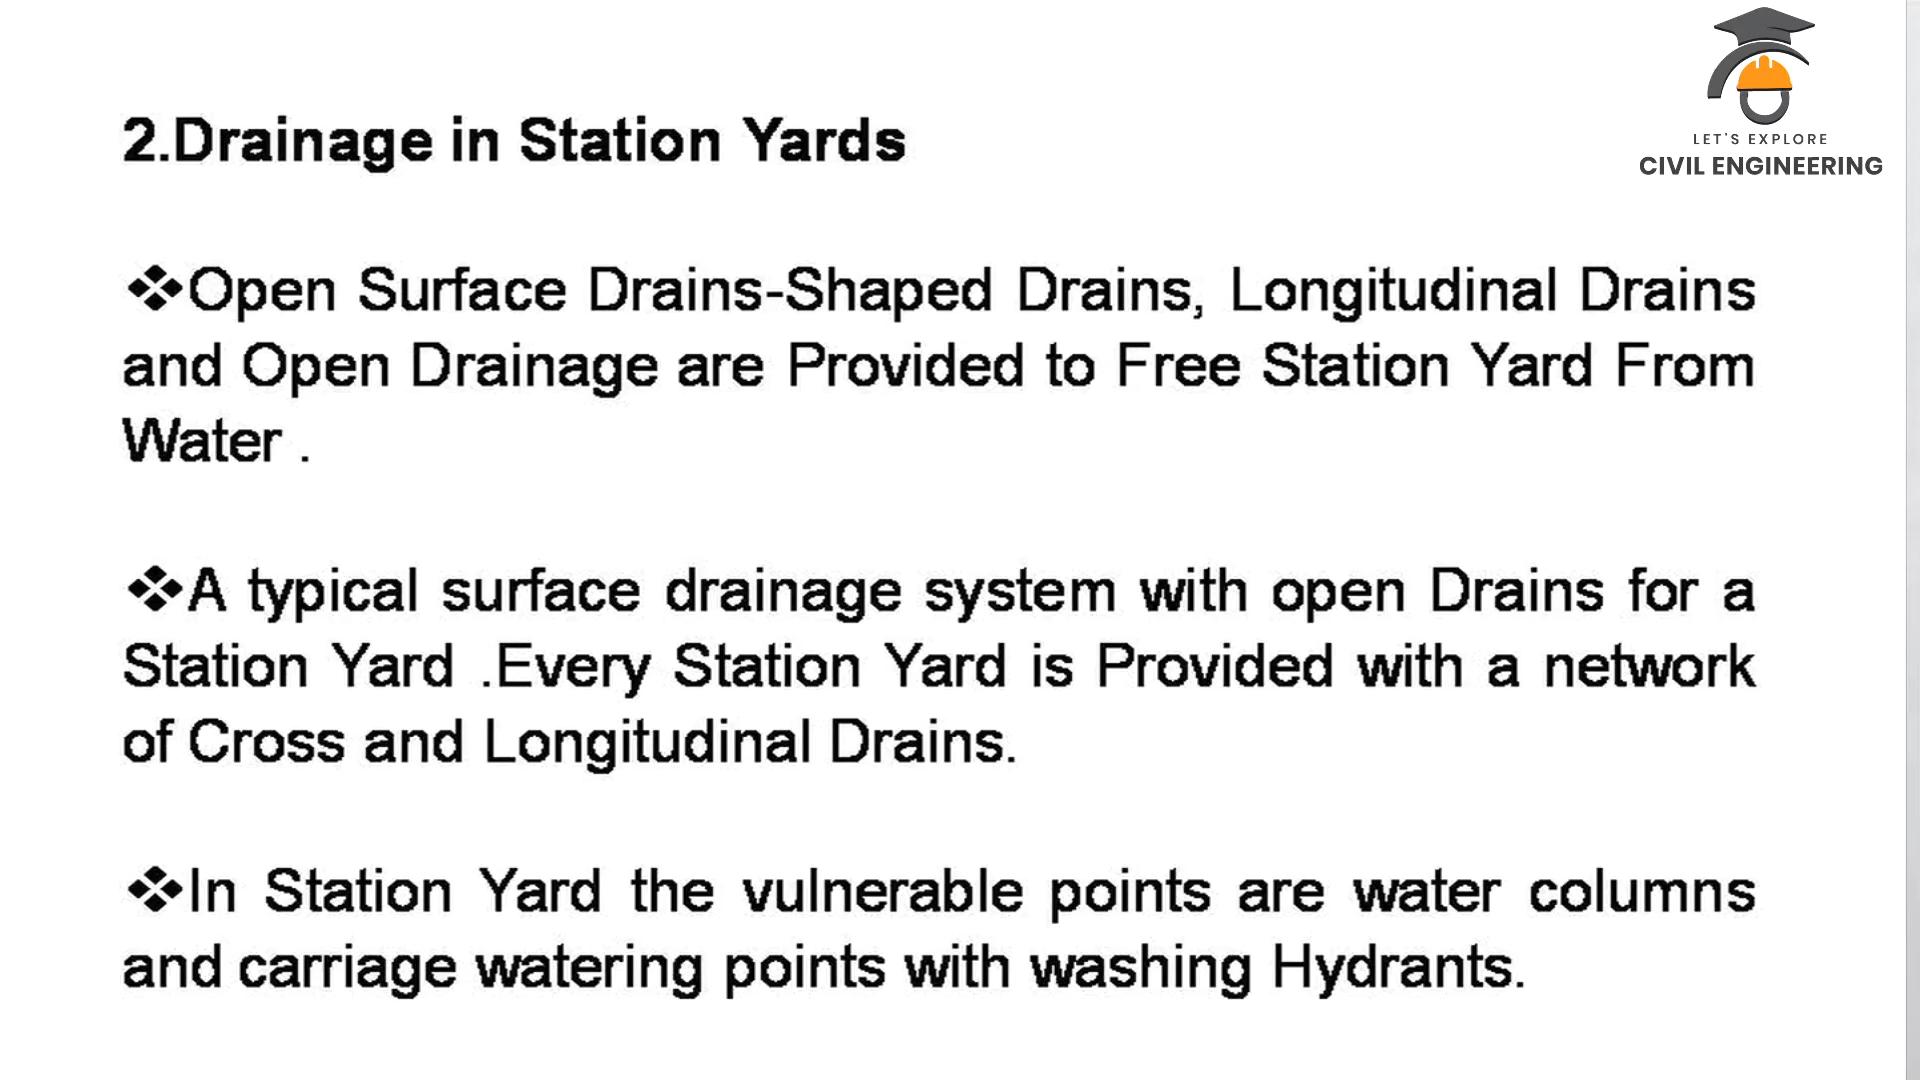 LET'S EXPLORE
CIVIL ENGINEERING
2.Drainage in Station Yards
❖Open Surface Drains-Shaped Drains, Longitudinal Drains
and Open Drainage are Provided to Free Station Yard From
Water .
❖A typical surface drainage system with open Drains for a
Station Yard .Every Station Yard is Provided with a network
of Cross and Longitudinal Drains.
❖In Station Yard the vulnerable points are water columns
and carriage watering points with washing Hydrants.